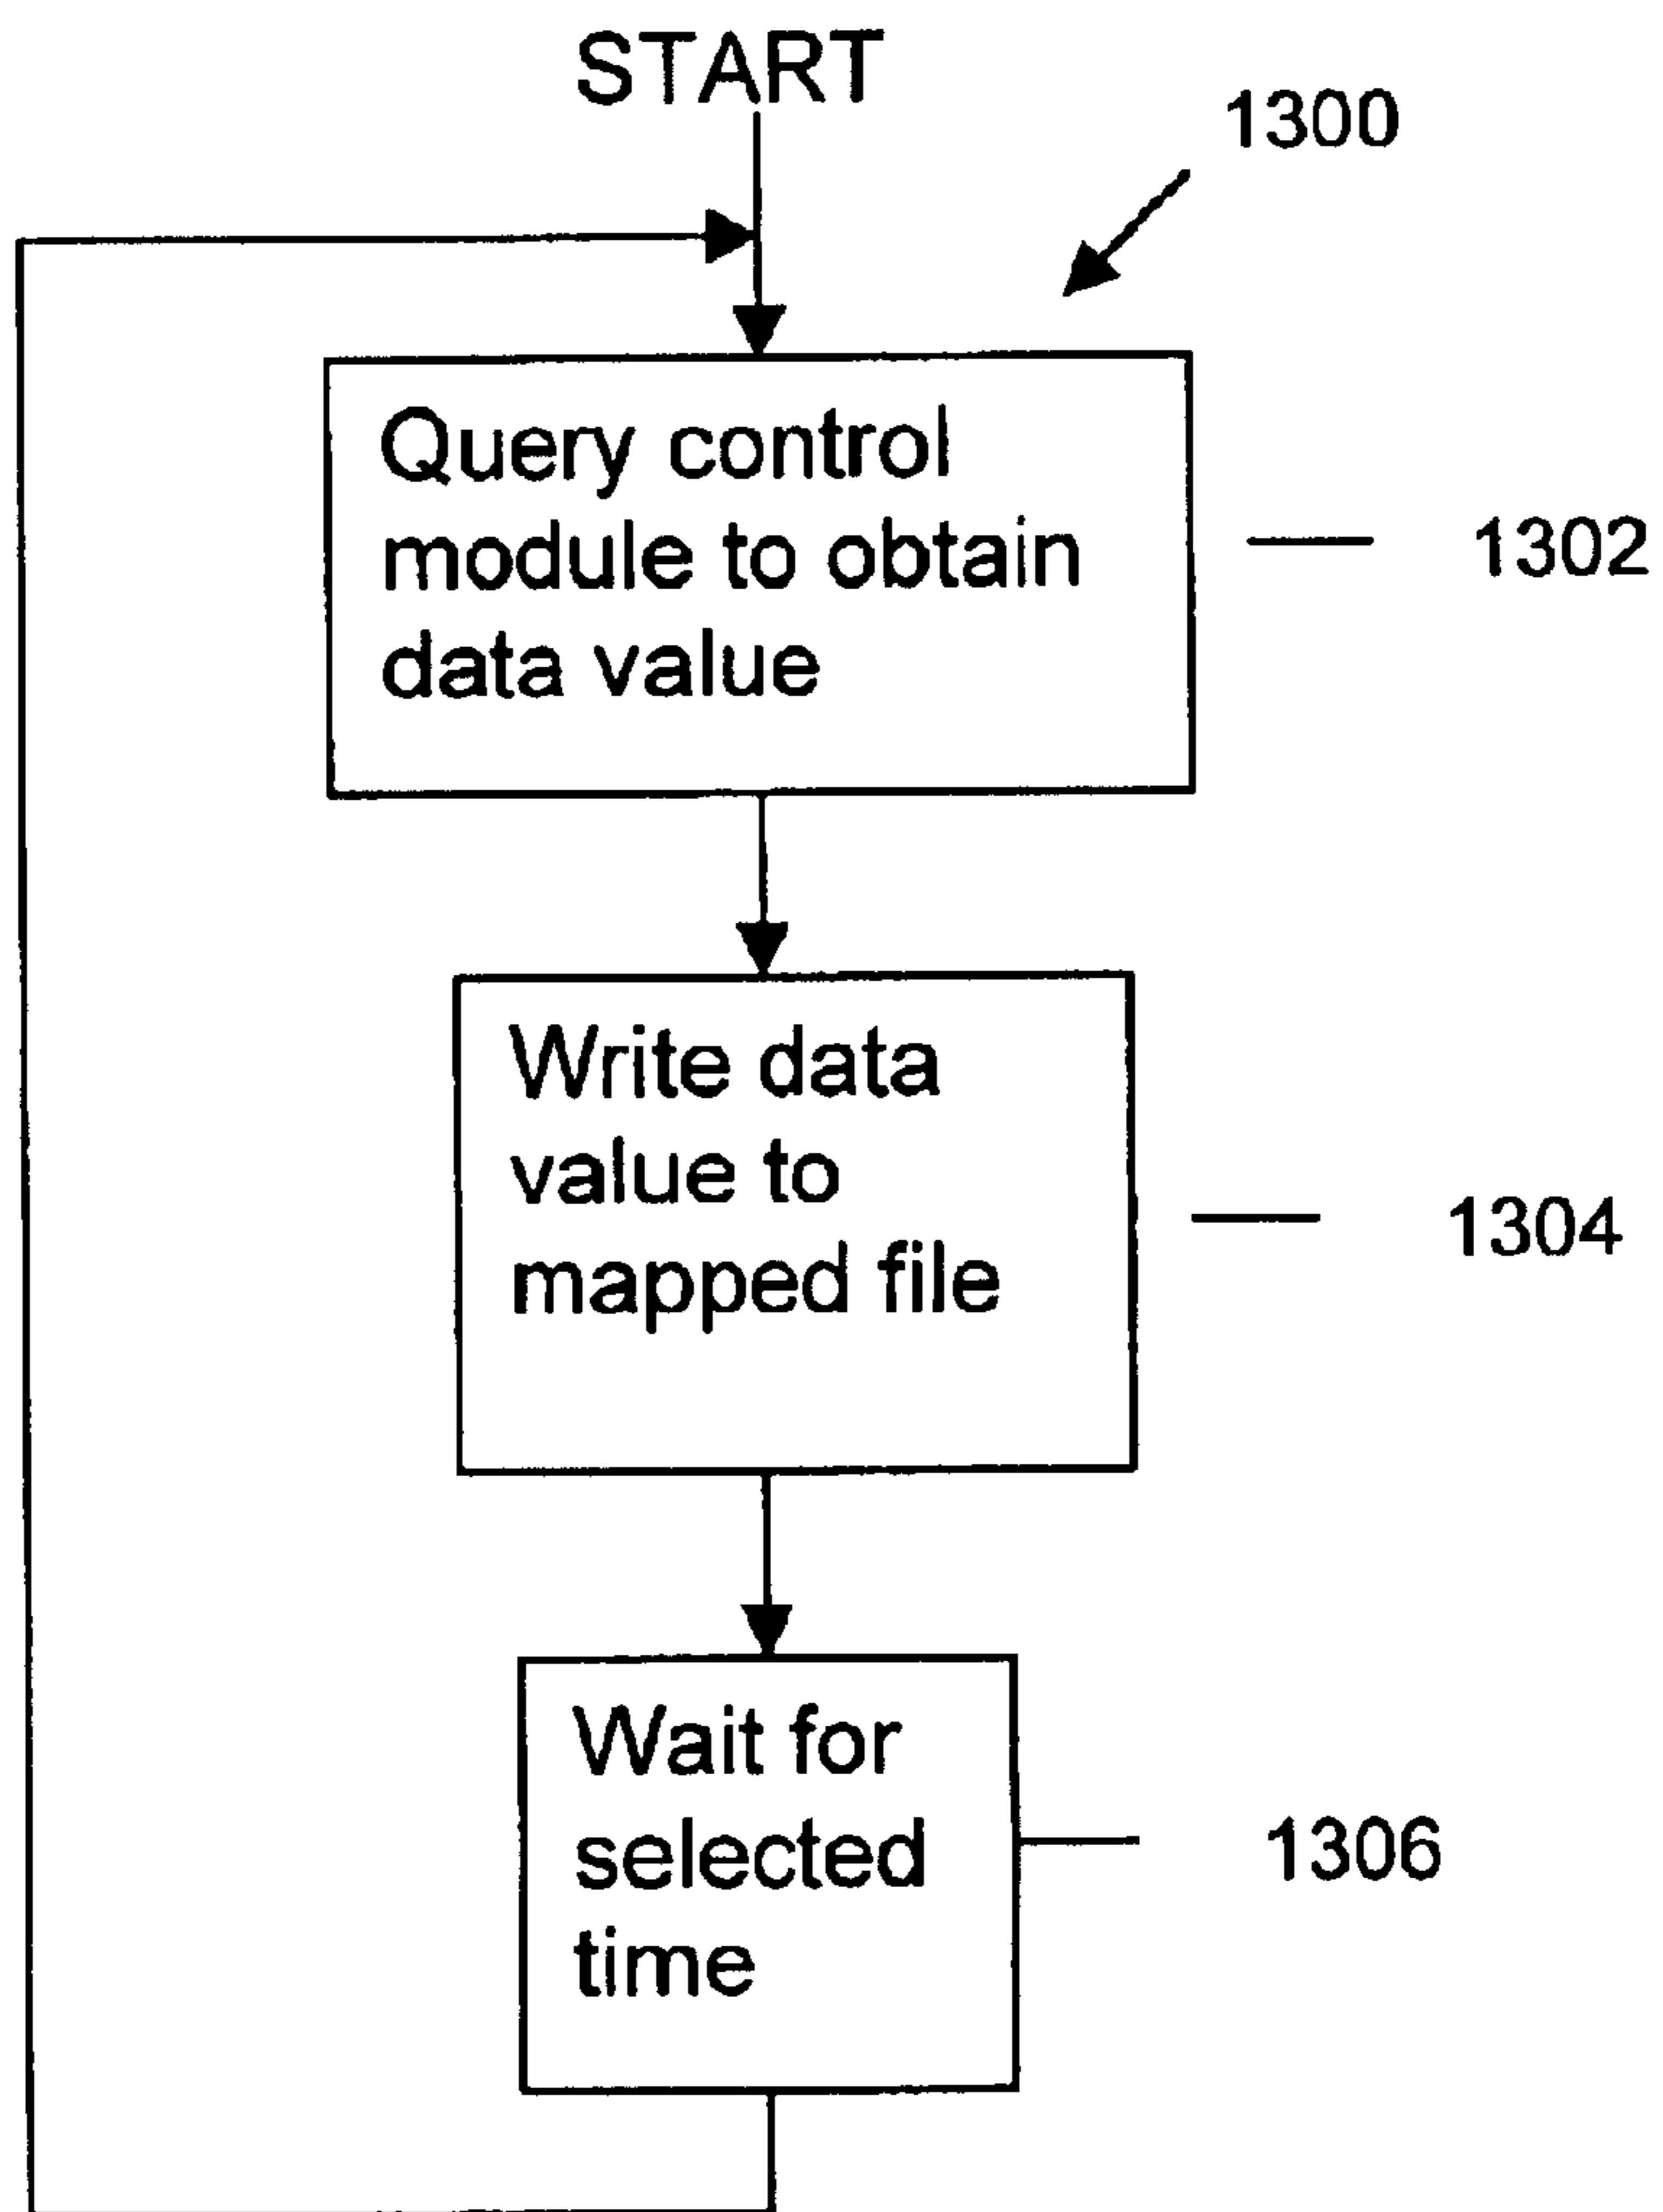 START
1300
Query control
module to obtain
data value
1302
Write data
value to
mapped file
1304
Wait for
selected
time
1306